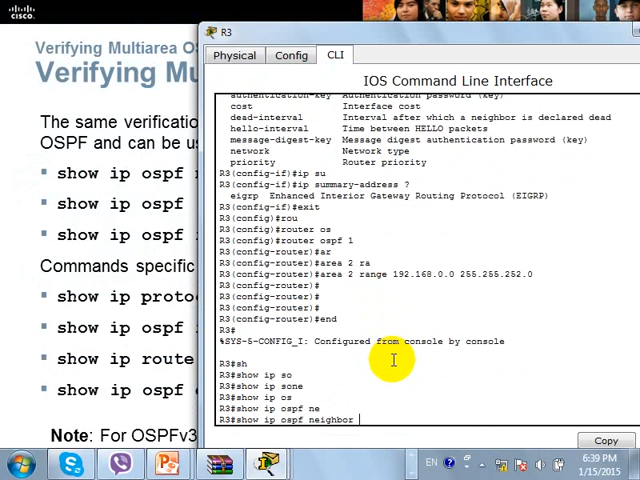 CISCO
R3
Verifying Multiarea OS
Verifying Mu
Physical
Config
CLI
IOS Command Line Interface
The same verificatio
OSPF and can be us
show ip ospf
show ip ospf
show ip ospf
Commands specific
show ip proto
show ip ospf
show ip route
show ip ospf
Note: For OSPFv3
authentication-key Authentication password (key)
cost Interface cost
dead-interval Interval after which a neighbor is declared dead
hello-interval Time between HELLO packets
message-digest-key Message digest authentication password (key)
network Network type
priority Router priority
R3(config-if)#ip su
R3(config-if)#ip summary-address ?
eigrp Enhanced Interior Gateway Routing Protocol (EIGRP)
R3(config-if)#exit
R3(config)#rou
R3(config)#router os
R3(config)#router ospf 1
R3(config-router)#ar
R3(config-router)#area 2 ra
R3(config-router)#area 2 range 192.168.0.0 255.255.252.0
R3(config-router)#
R3(config-router)#
R3(config-router)#
R3(config-router)#end
R3#
%SYS-5-CONFIG_I: Configured from console by console
R3#sh
R3#show ip so
R3#show ip sone
R3#show ip os
R3#show ip ospf ne
R3#show ip ospf neighbor
Copy
EN
6:39 PM
1/15/2015